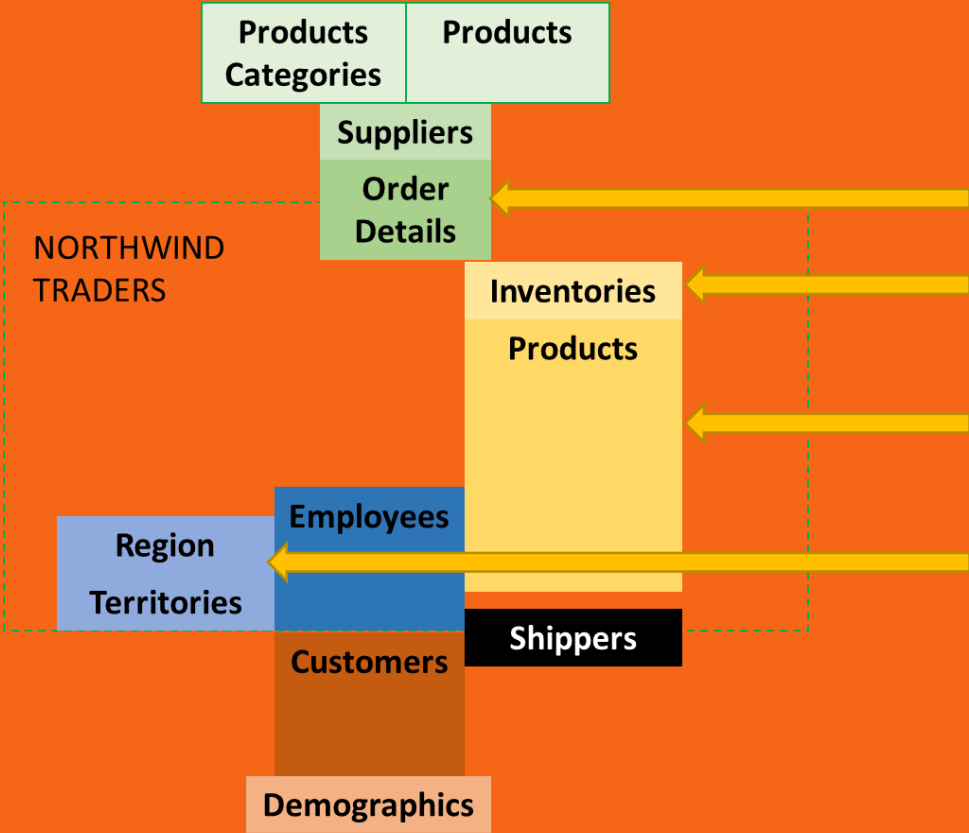 Products
Categories
Products
Suppliers
Order
Details
NORTHWIND
TRADERS
Inventories
Products
Employees
Region
Territories
Shippers
Customers
Demographics